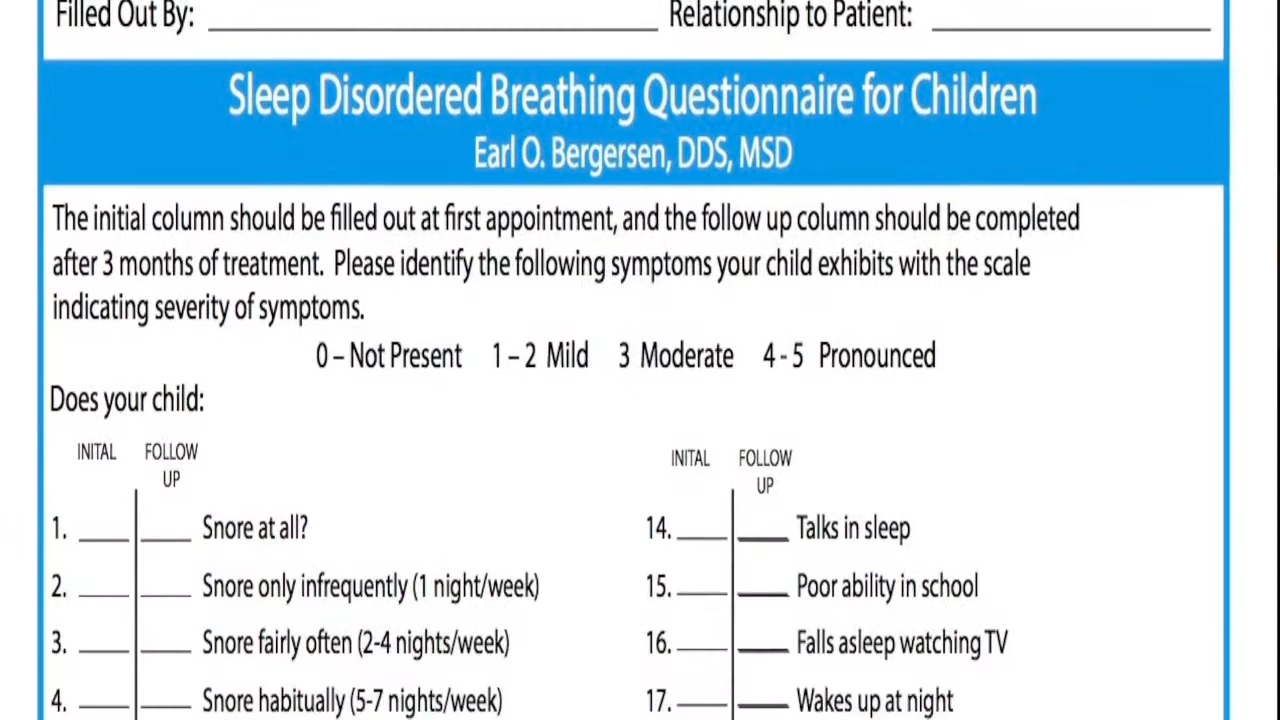 Filled Out By: Relationship to Patient:
Sleep Disordered Breathing Questionnaire for Children
Earl O. Bergersen, DDS, MSD
The initial column should be filled out at first appointment, and the follow up column should be completed
after 3 months of treatment. Please identify the following symptoms your child exhibits with the scale
indicating severity of symptoms.
0 – Not Present 1 – 2 Mild 3 Moderate 4 - 5 Pronounced
Does your child:
INITAL FOLLOW UP
1. Snore at all?
2. Snore only infrequently (1 night/week)
3. Snore fairly often (2-4 nights/week)
4. Snore habitually (5-7 nights/week)
INITAL FOLLOW UP
14. Talks in sleep
15. Poor ability in school
16. Falls asleep watching TV
17. Wakes up at night